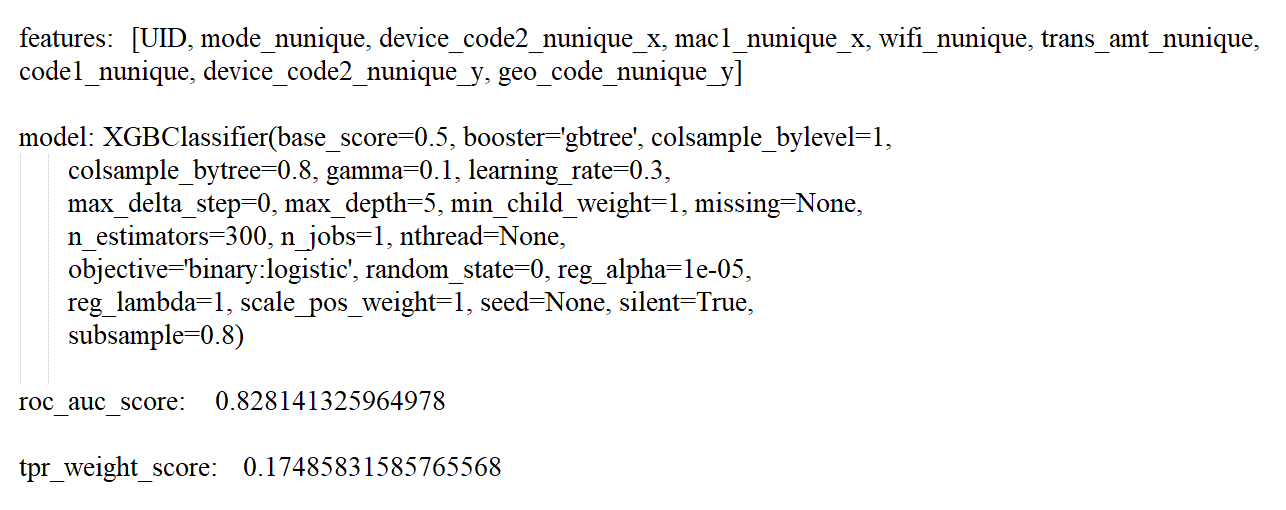 features: [UID, mode_nunique, device_code2_nunique_x, mac1_nunique_x, wifi_nunique, trans_amt_nunique,
code1_nunique, device_code2_nunique_y, geo_code_nunique_y]
model: XGBClassifier(base_score=0.5, booster='gbtree', colsample_bylevel=1,
colsample_bytree=0.8, gamma=0.1, learning_rate=0.3,
max_delta_step=0, max_depth=5, min_child_weight=1, missing=None,
n_estimators=300, n_jobs=1, nthread=None,
objective='binary:logistic', random_state=0, reg_alpha=1e-05,
reg_lambda=1, scale_pos_weight=1, seed=None, silent=True,
subsample=0.8)
roc_auc_score: 0.828141325964978
tpr_weight_score: 0.17485831585765568